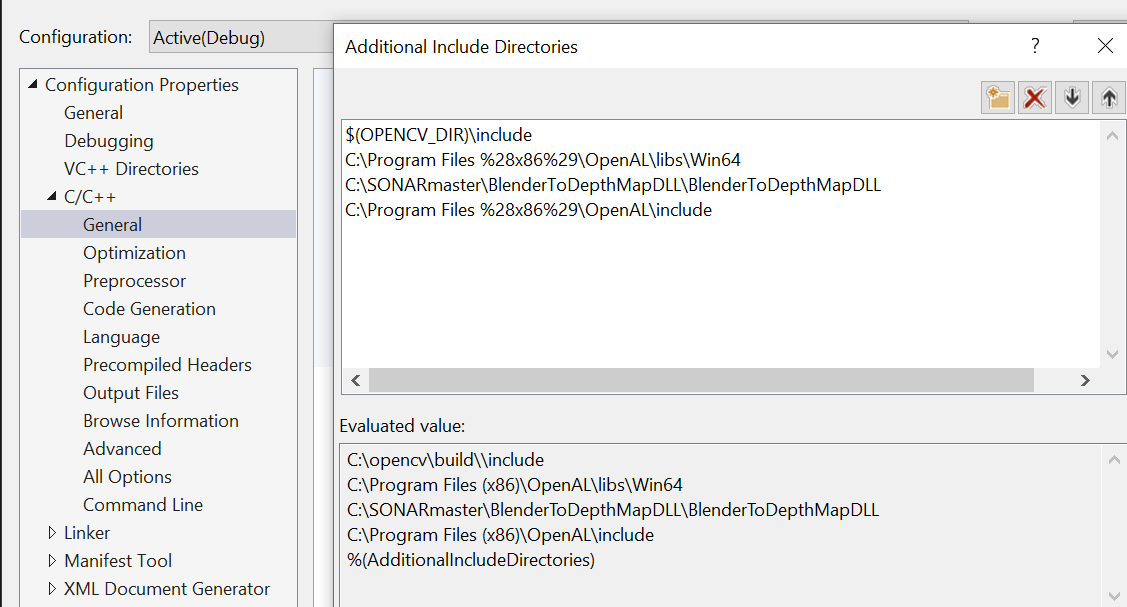 Configuration:
Active(Debug)
Configuration Properties
General
Debugging
VC++ Directories
C/C++
General
Optimization
Preprocessor
Code Generation
Language
Precompiled Headers
Output Files
Browse Information
Advanced
All Options
Command Line
Linker
Manifest Tool
XML Document Generator
Additional Include Directories
?
$(OPENCV_DIR)\include
C:\Program Files %28x86%29\OpenAL\libs\Win64
C:\SONARmaster\BlenderToDepthMapDLL\BlenderToDepthMapDLL
C:\Program Files %28x86%29\OpenAL\include
Evaluated value:
C:\opencv\build\\include
C:\Program Files (x86)\OpenAL\libs\Win64
C:\SONARmaster\BlenderToDepthMapDLL\BlenderToDepthMapDLL
C:\Program Files (x86)\OpenAL\include
%(AdditionalIncludeDirectories)